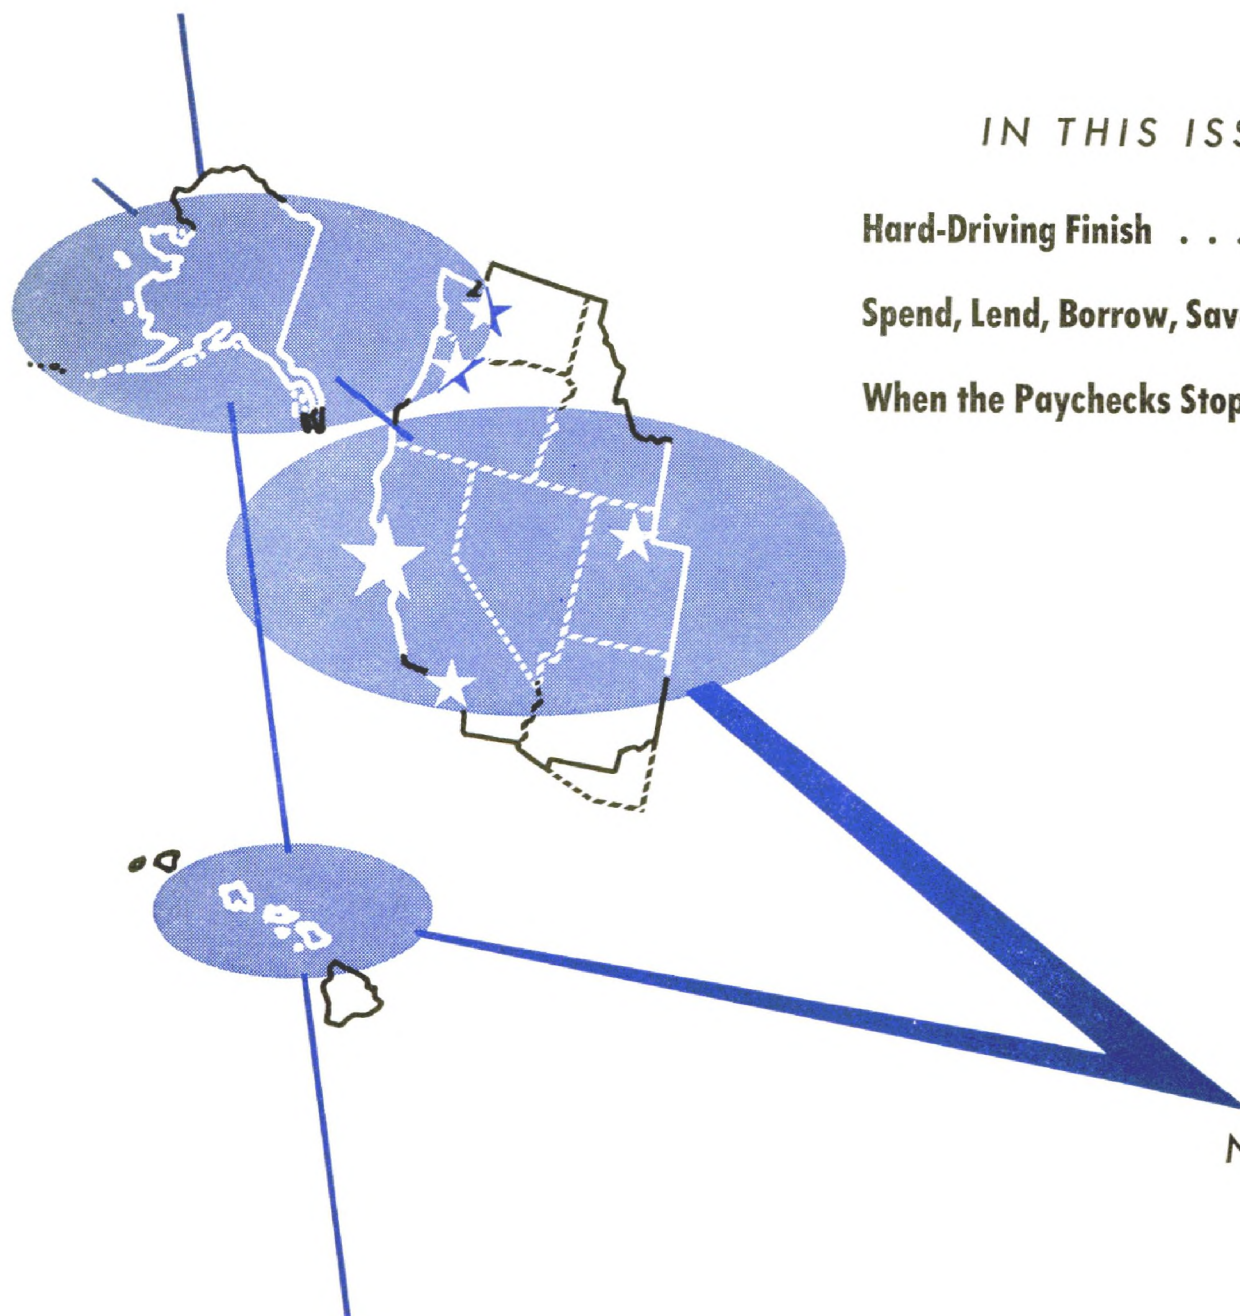 IN THIS ISS
Hard-Driving Finish . . .
Spend, Lend, Borrow, Sav
When the Paychecks Stop
N